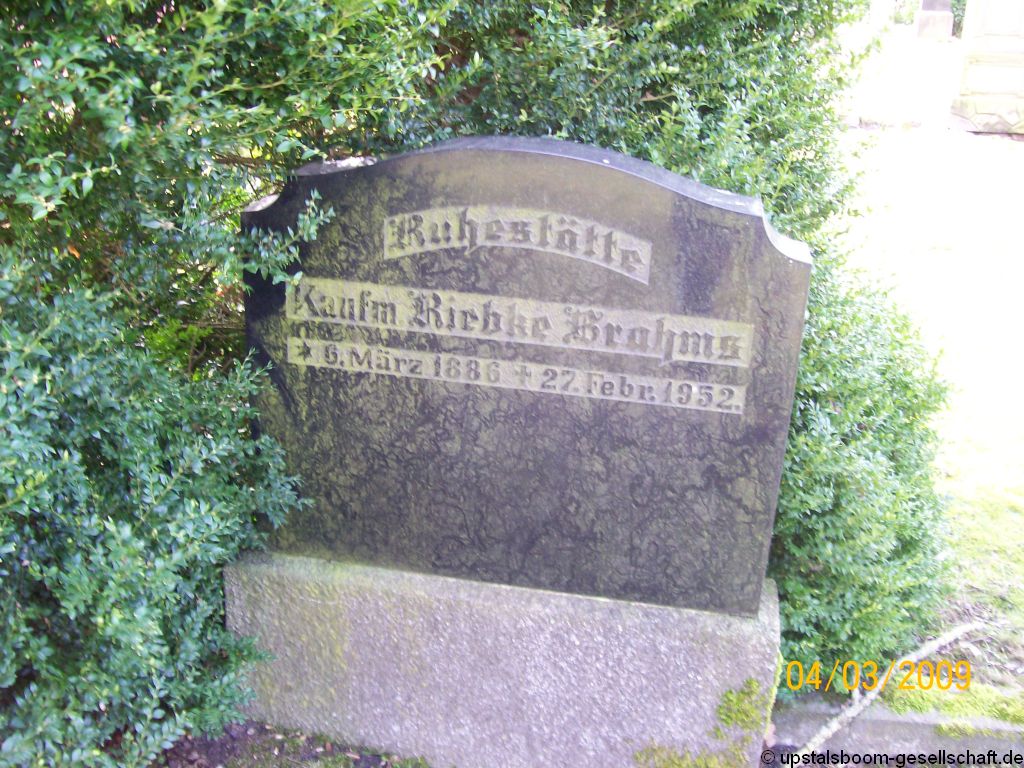 Ruhestätte
Kaufm Riebke Brahms
* 6. März 1886 † 27. Febr. 1952.
04/03/2009
© upstalsboom-gesellschaft.de